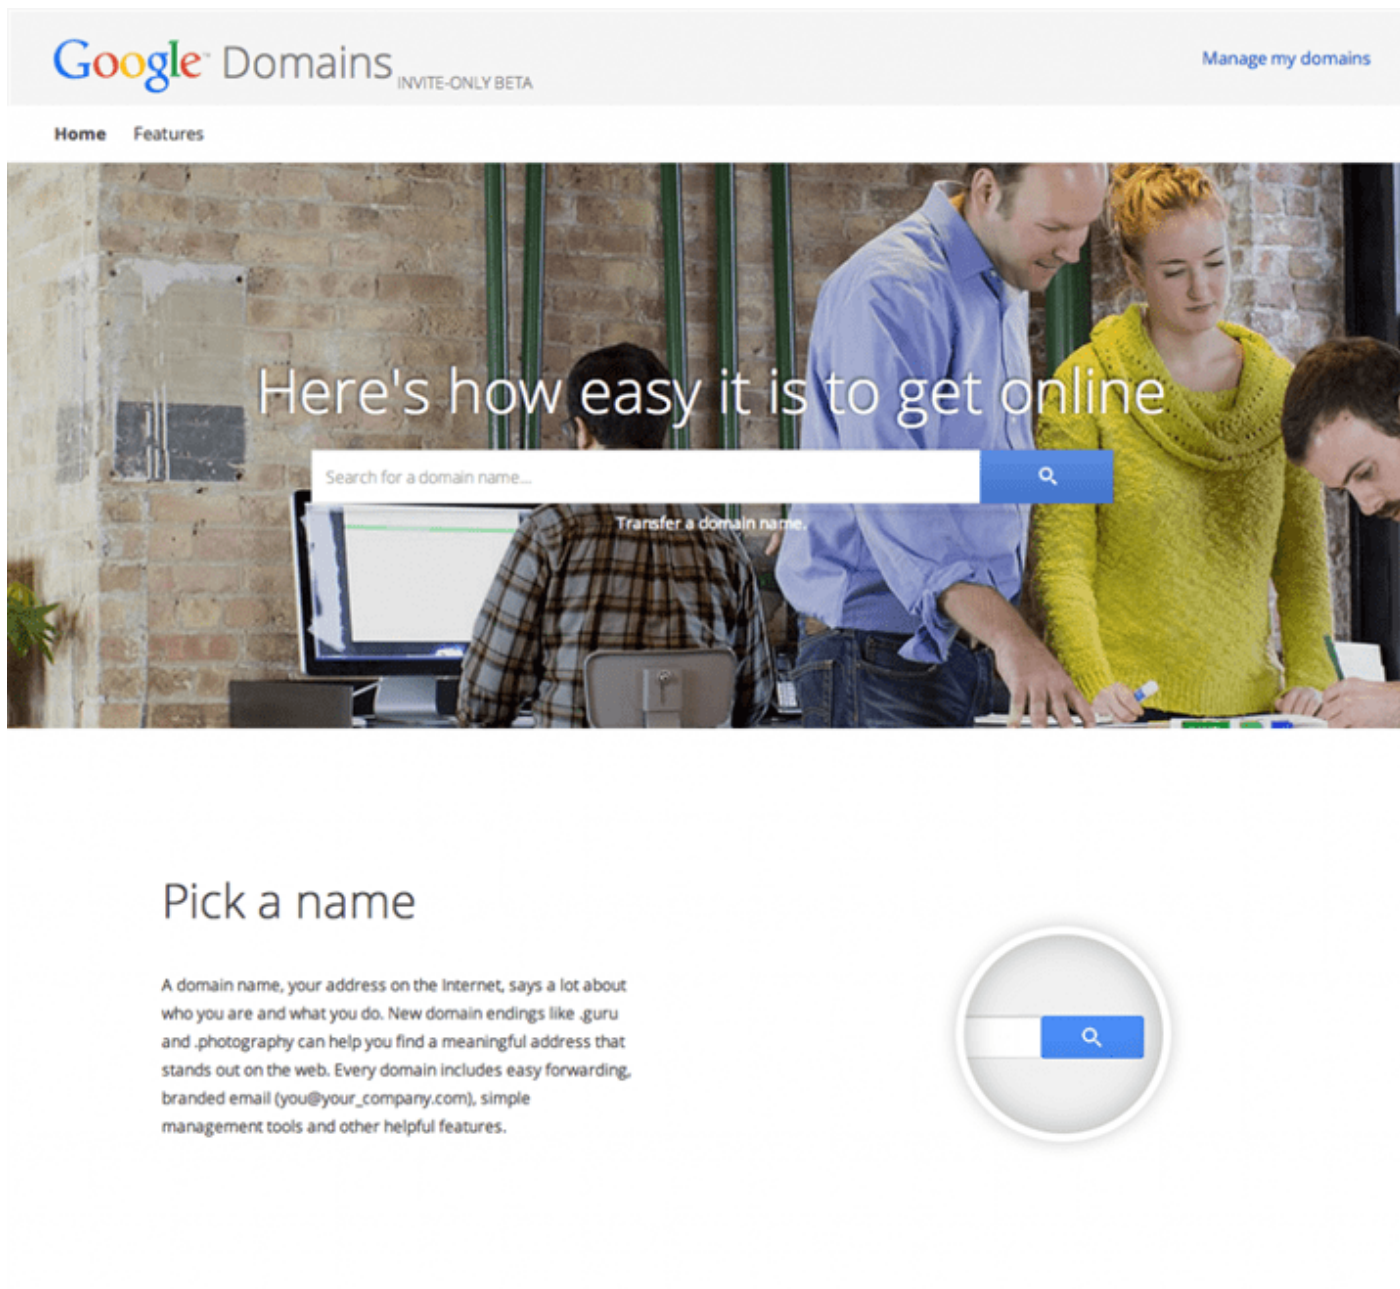 Google™ Domains INVITE-ONLY BETA
Manage my domains
Home Features
Here's how easy it is to get online
Search for a domain name...
Transfer a domain name.
Pick a name
A domain name, your address on the Internet, says a lot about
who you are and what you do. New domain endings like .guru
and .photography can help you find a meaningful address that
stands out on the web. Every domain includes easy forwarding,
branded email (you@your_company.com), simple
management tools and other helpful features.